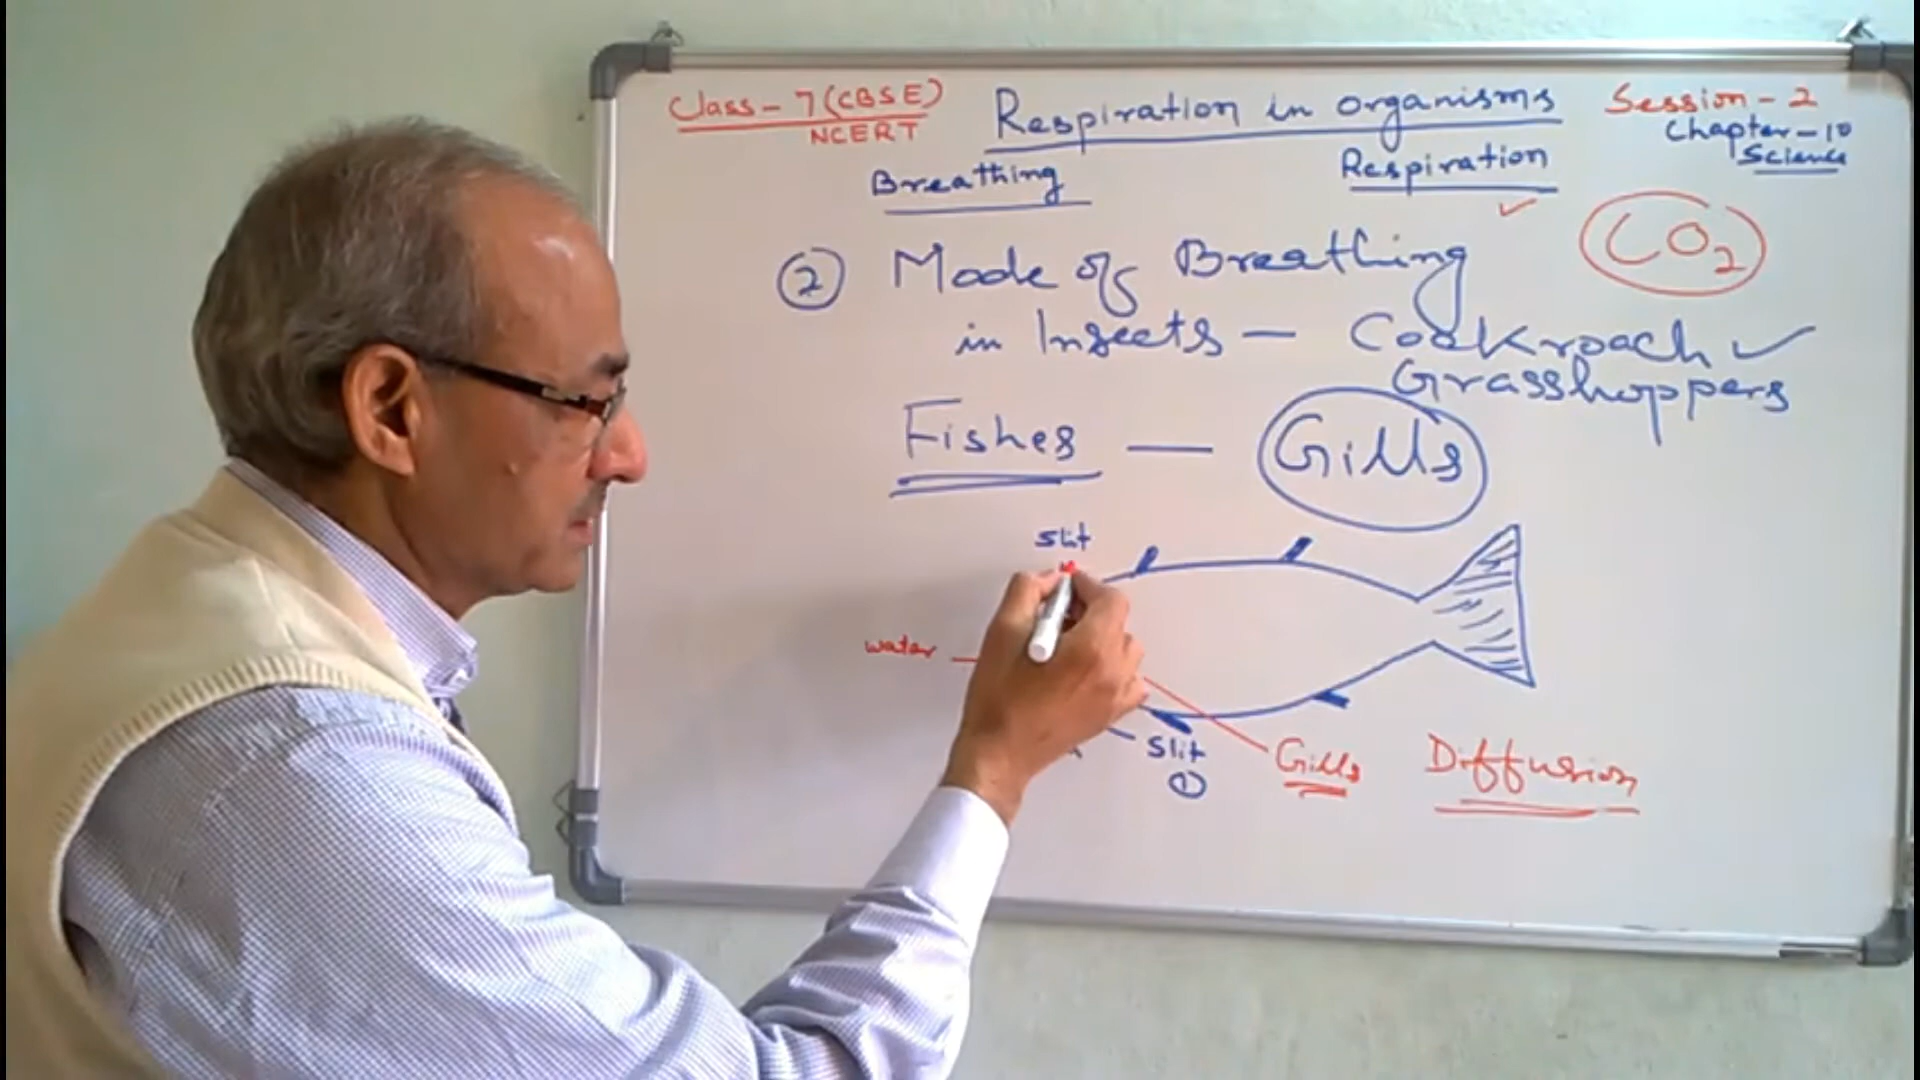 Class - 7 (CBSE)
NCERT
Respiration in organisms
Session - 2
Chapter - 10
Science
Breathing
Respiration
CO2
② Mode of Breathing
in Insects - Cockroach ✓
Grasshoppers
Fishes - Gills
Slit
water
Slit
①
Gills
Diffusion